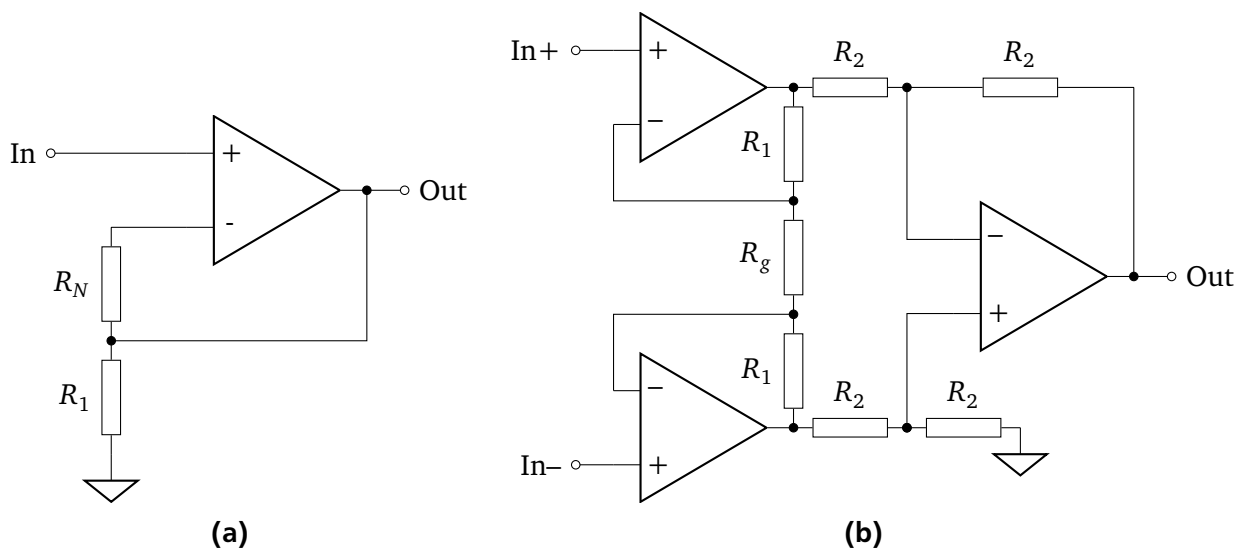 In
+
-
Out
R_N
R_1
(a)
In+
+
−
R_2
R_2
R_1
R_g
−
+
Out
R_1
−
+
R_2
R_2
In–
(b)